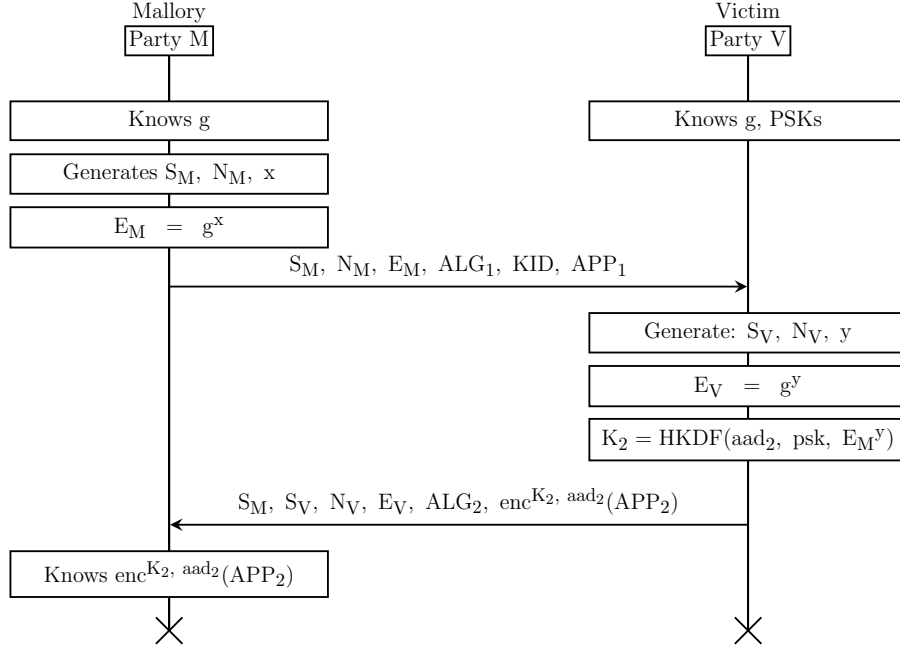 Mallory
Victim
Party M
Party V
Knows g
Knows g, PSKs
Generates S_M, N_M, x
E_M = g^x
S_M, N_M, E_M, ALG_1, KID, APP_1
Generate: S_V, N_V, y
E_V = g^y
K_2 = HKDF(aad_2, psk, E_M^y)
S_M, S_V, N_V, E_V, ALG_2, enc^{K_2, aad_2}(APP_2)
Knows enc^{K_2, aad_2}(APP_2)